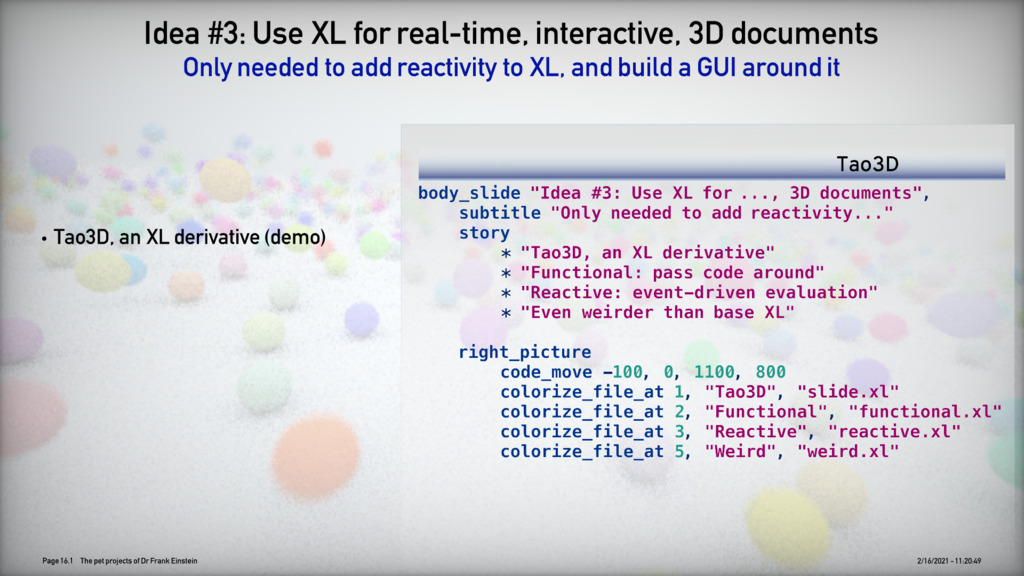 Idea #3: Use XL for real-time, interactive, 3D documents
Only needed to add reactivity to XL, and build a GUI around it
• Tao3D, an XL derivative (demo)
Tao3D
body_slide "Idea #3: Use XL for ..., 3D documents",
    subtitle "Only needed to add reactivity..."
    story
        * "Tao3D, an XL derivative"
        * "Functional: pass code around"
        * "Reactive: event-driven evaluation"
        * "Even weirder than base XL"
    right_picture
        code_move -100, 0, 1100, 800
        colorize_file_at 1, "Tao3D", "slide.xl"
        colorize_file_at 2, "Functional", "functional.xl"
        colorize_file_at 3, "Reactive", "reactive.xl"
        colorize_file_at 5, "Weird", "weird.xl"
Page 16.1 The pet projects of Dr Frank Einstein
2/16/2021 - 11:20:49